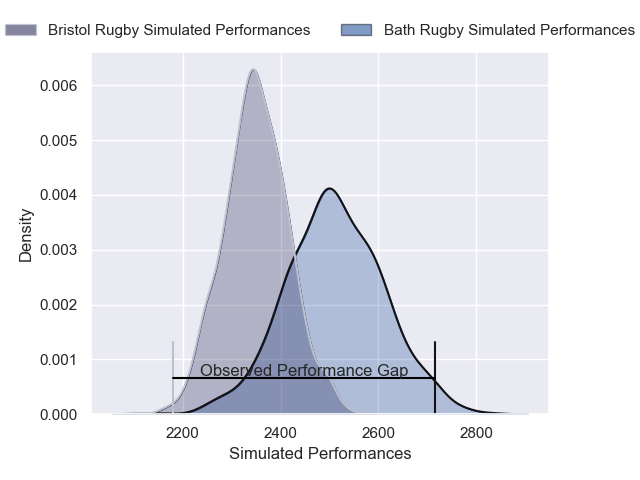 Bristol Rugby Simulated Performances
Bath Rugby Simulated Performances
0.006
0.005
0.004
0.003
0.002
0.001
0.000
Density
Observed Performance Gap
2200
2400
2600
2800
Simulated Performances